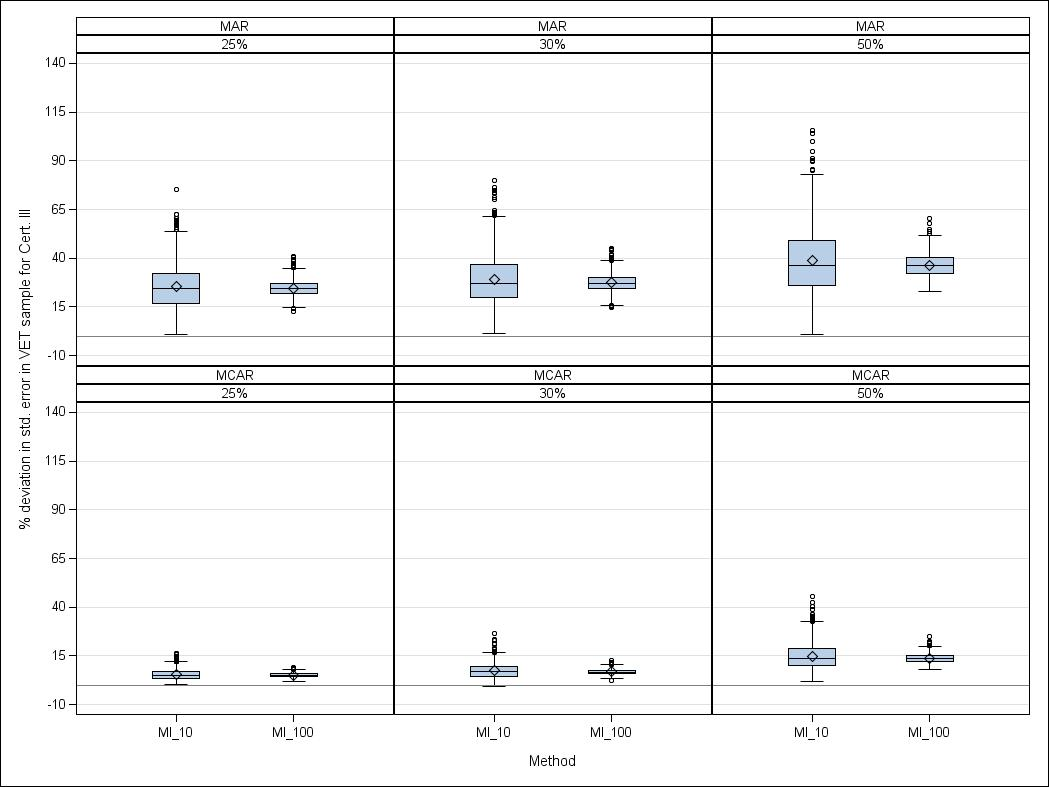 MAR MAR MAR
25% 30% 50%
140
115
90
65
40
15
-10
% deviation in std. error in VET sample for Cert. III
MCAR MCAR MCAR
25% 30% 50%
140
115
90
65
40
15
-10
MI_10 MI_100 MI_10 MI_100 MI_10 MI_100
Method